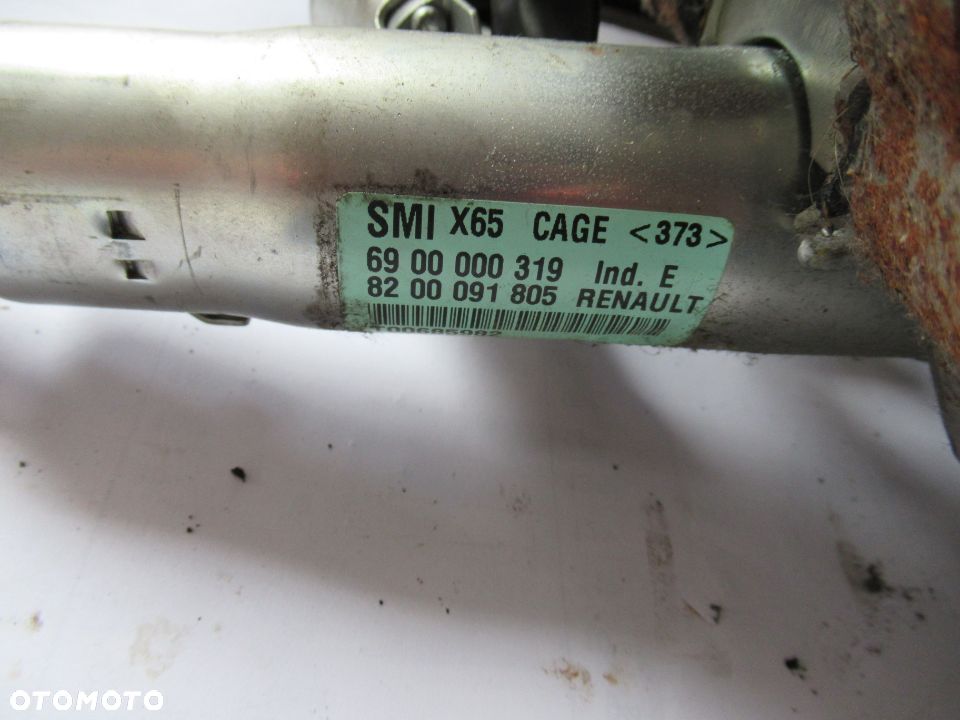 SMI X65 CAGE <373>
69 00 000 319 Ind. E
82 00 091 805 RENAULT
OTOMOTO